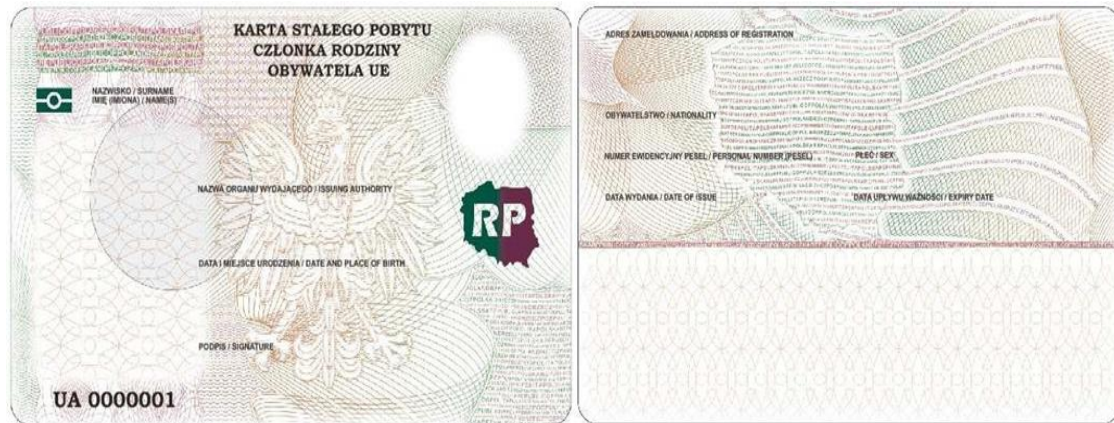 KARTA STAŁEGO POBYTU
CZŁONKA RODZINY
OBYWATELA UE
NAZWISKO / SURNAME
IMIĘ (IMIONA) / NAME(S)
NAZWA ORGANU WYDAJĄCEGO / ISSUING AUTHORITY
RP
DATA I MIEJSCE URODZENIA / DATE AND PLACE OF BIRTH
PODPIS / SIGNATURE
UA 0000001
ADRES ZAMELDOWANIA / ADDRESS OF REGISTRATION
OBYWATELSTWO / NATIONALITY
NUMER EWIDENCYJNY PESEL / PERSONAL NUMBER (PESEL)
PŁEĆ / SEX
DATA WYDANIA / DATE OF ISSUE
DATA UPŁYWU WAŻNOŚCI / EXPIRY DATE